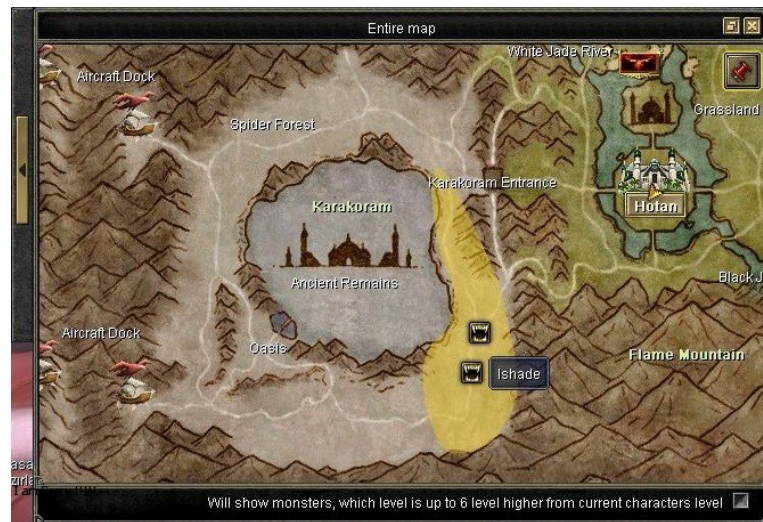 Entire map
White Jade River
Aircraft Dock
Grassland
Spider Forest
Karakoram Entrance
Karakoram
Hotan
Ancient Remains
Black J
Aircraft Dock
Oasis
Flame Mountain
Ishade
asa
Will show monsters, which level is up to 6 level higher from current characters level